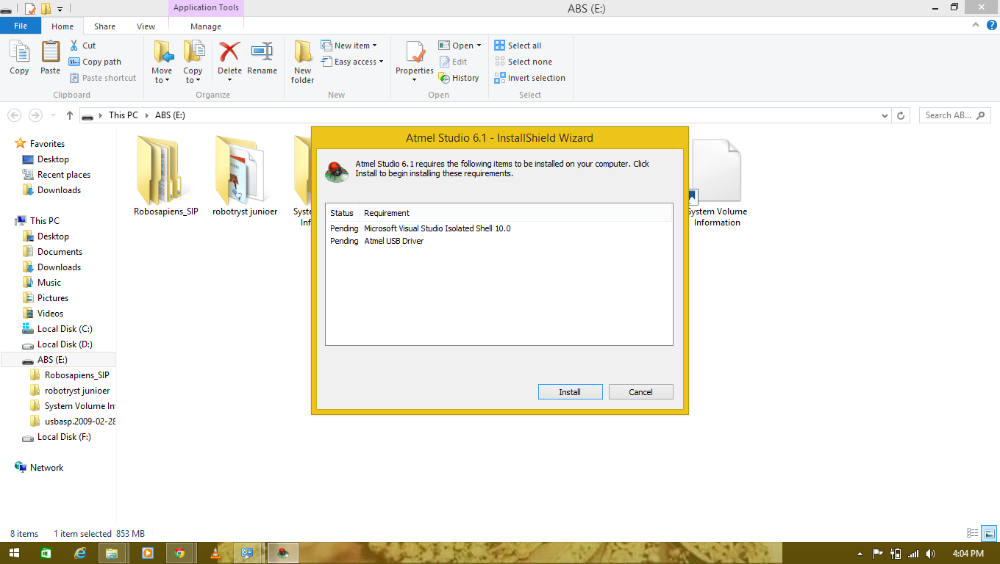 Application Tools
ABS (E:)
File
Home
Share
View
Manage
Copy
Paste
Cut
Copy path
Paste shortcut
Clipboard
Move to
Copy to
Delete
Rename
Organize
New folder
New item
Easy access
New
Properties
Open
Edit
History
Open
Select all
Select none
Invert selection
Select
This PC
ABS (E:)
Search AB...
Favorites
Desktop
Recent places
Downloads
This PC
Desktop
Documents
Downloads
Music
Pictures
Videos
Local Disk (C:)
Local Disk (D:)
ABS (E:)
Robosapiens_SIP
robotryst junioer
System Volume In
usbasp.2009-02-28
Local Disk (F:)
Network
Robosapiens_SIP
robotryst junioer
Syste
Inf
System Volume
Information
Atmel Studio 6.1 - InstallShield Wizard
Atmel Studio 6.1 requires the following items to be installed on your computer. Click
Install to begin installing these requirements.
Status Requirement
Pending Microsoft Visual Studio Isolated Shell 10.0
Pending Atmel USB Driver
Install
Cancel
8 items 1 item selected 853 MB
4:04 PM